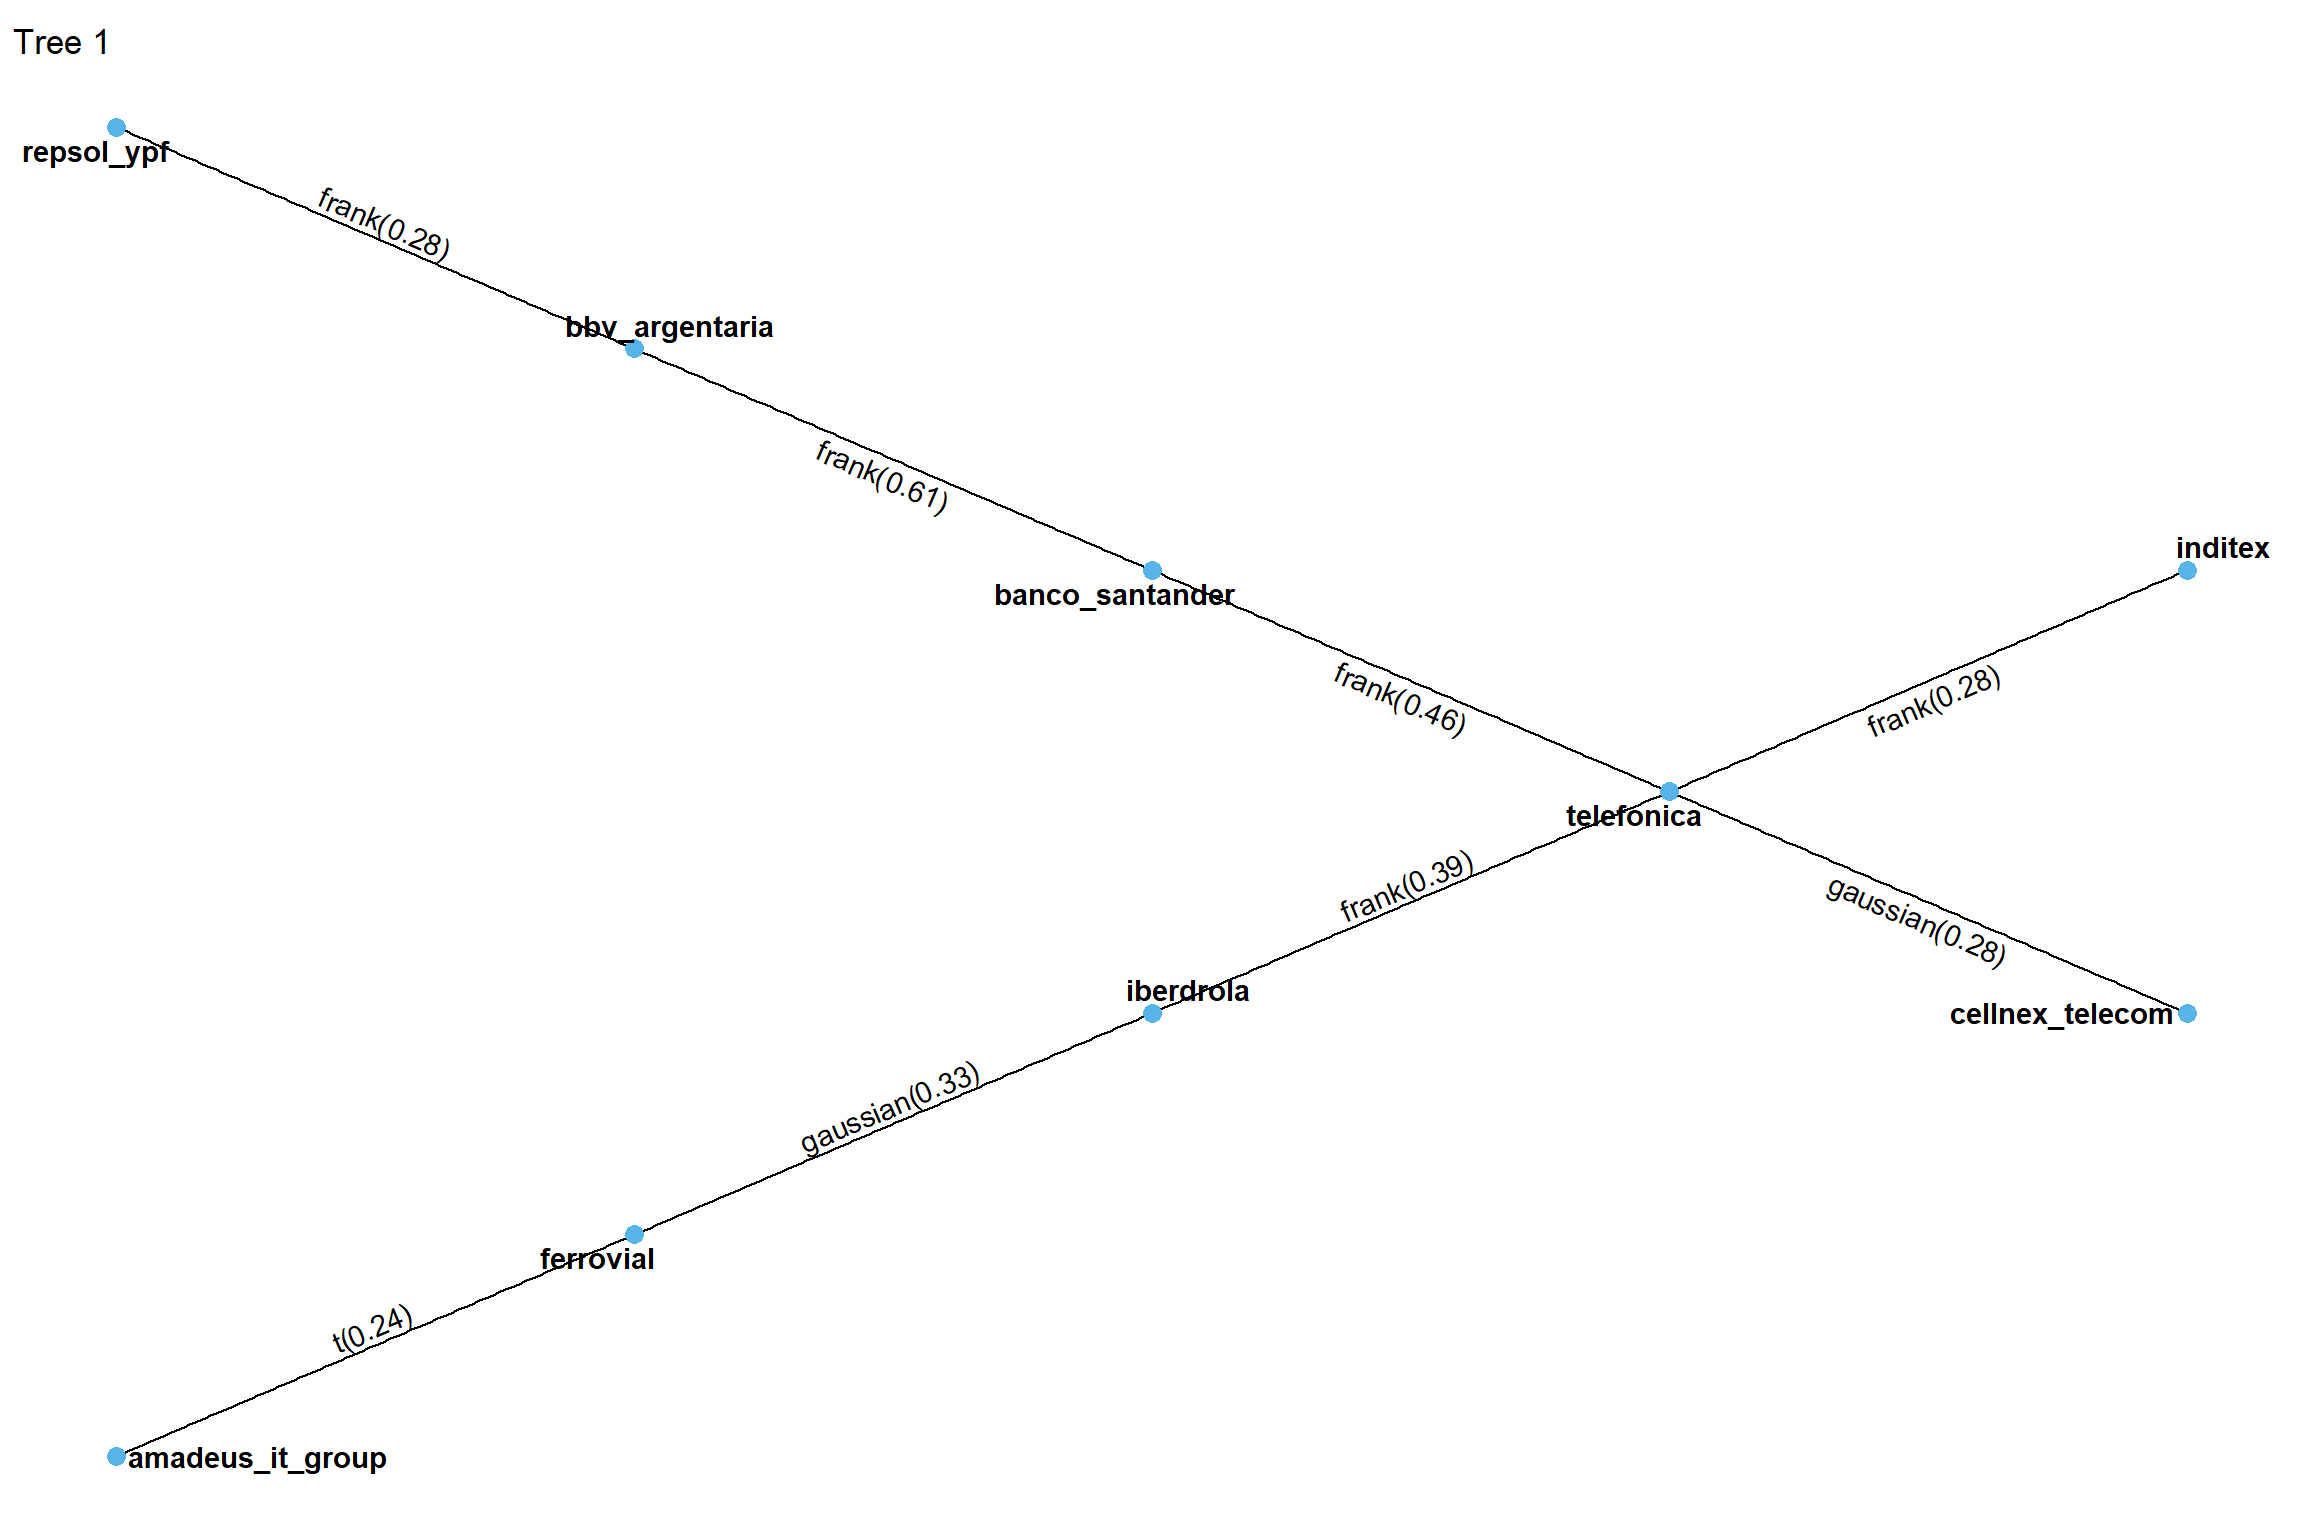 Tree 1
repsol_ypf
frank(0.28)
bbv_argentaria
frank(0.61)
inditex
banco_santander
frank(0.46)
frank(0.28)
telefonica
frank(0.39)
gaussian(0.28)
iberdrola
cellnex_telecom
gaussian(0.33)
ferrovial
t(0.24)
amadeus_it_group